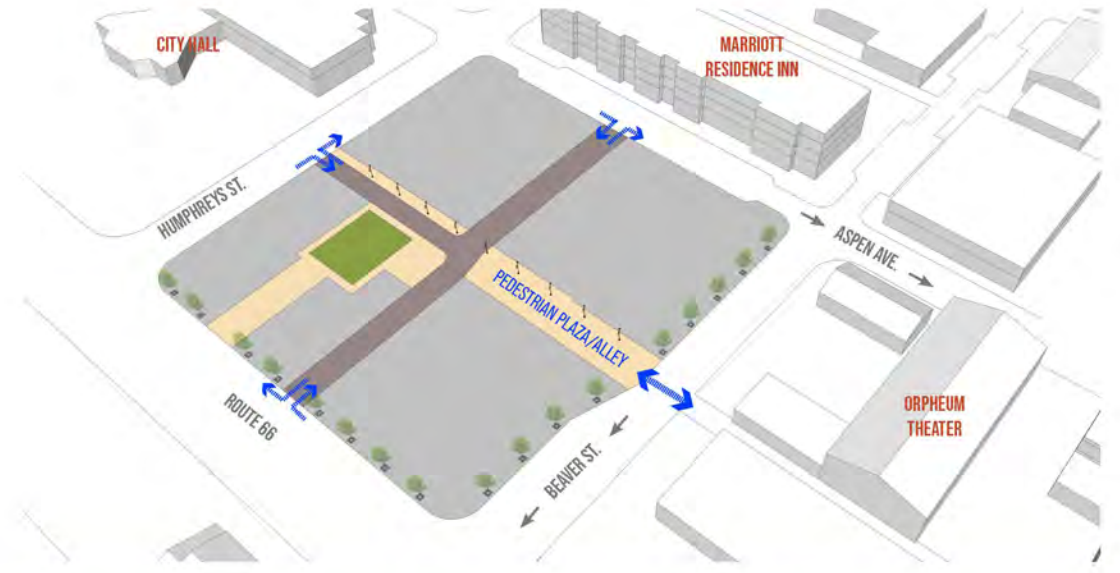 CITY HALL
MARRIOTT
RESIDENCE INN
HUMPHREYS ST.
ASPEN AVE.
PEDESTRIAN PLAZA/ALLEY
ROUTE 66
BEAVER ST.
ORPHEUM
THEATER